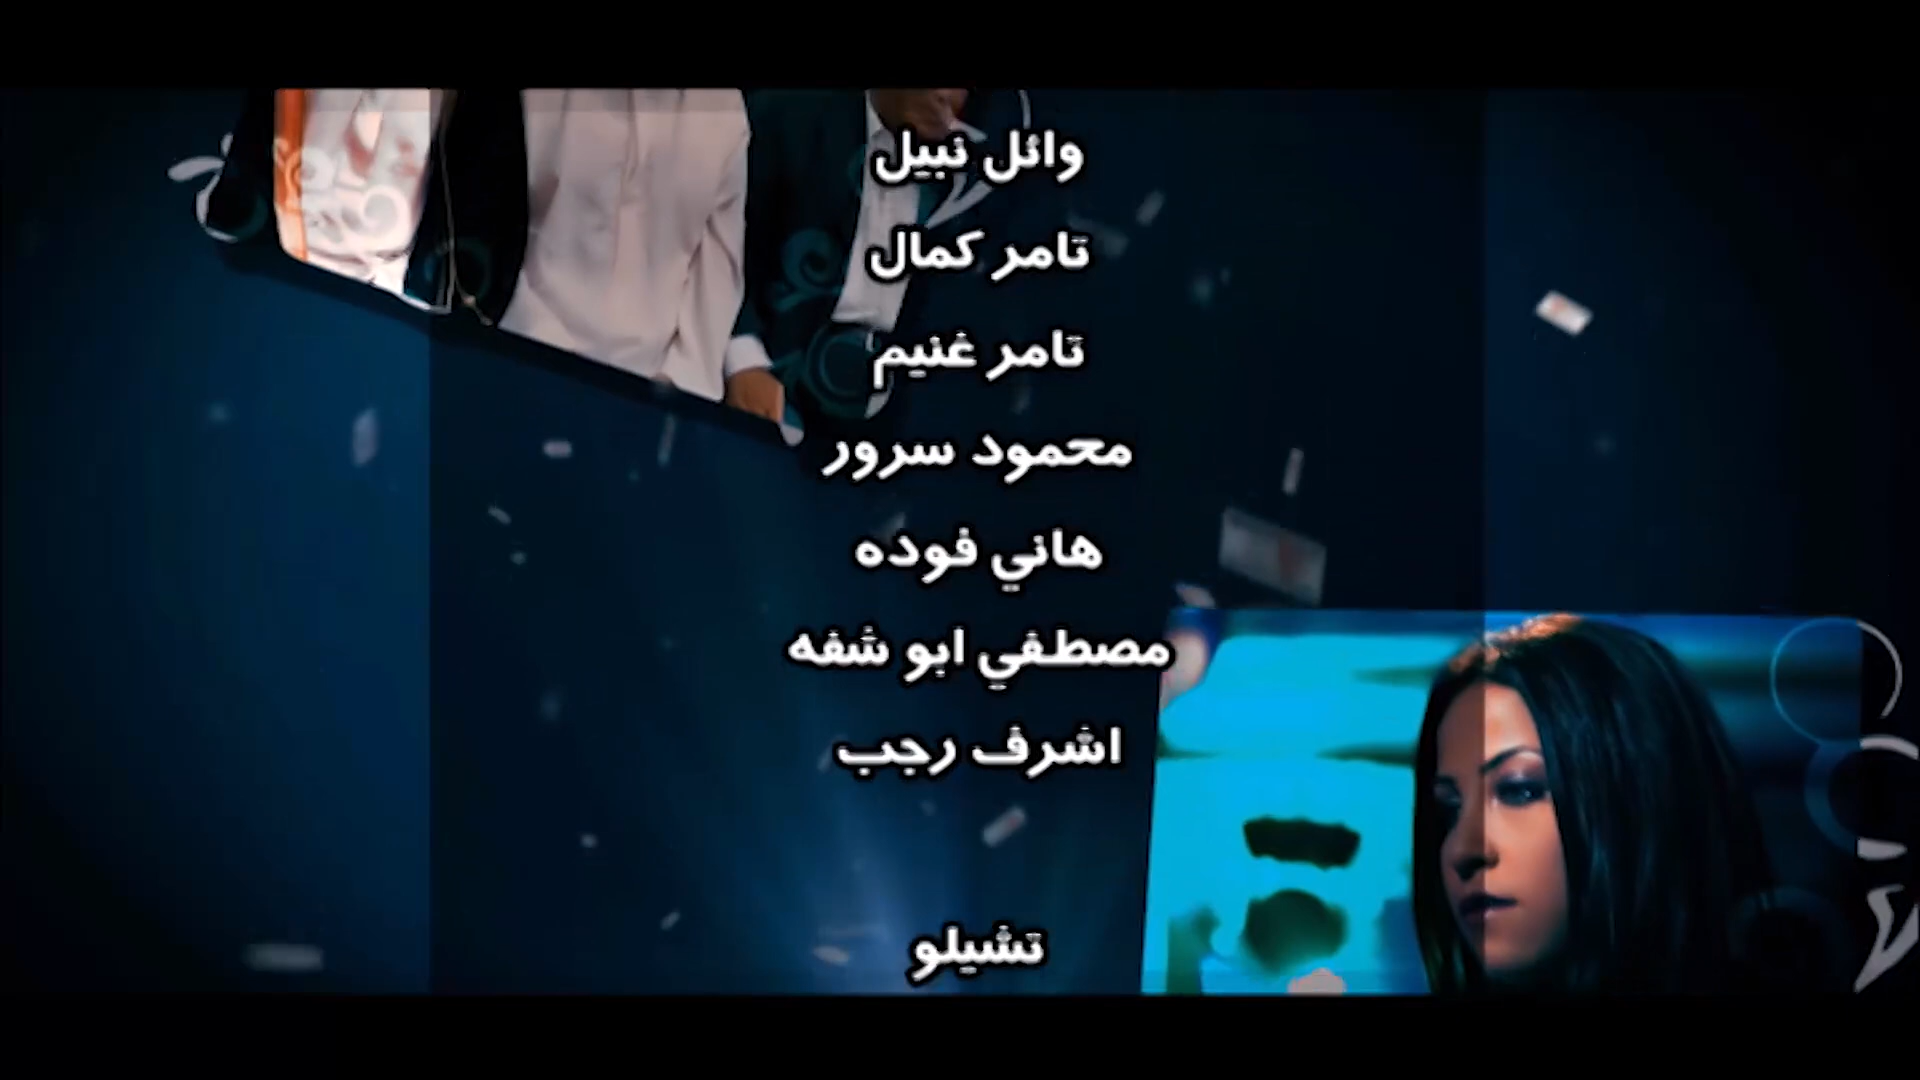 وائل نبيل
تامر كمال
تامر غنيم
محمود سرور
هاني فوده
مصطفي ابو شفه
اشرف رجب
تشيلو